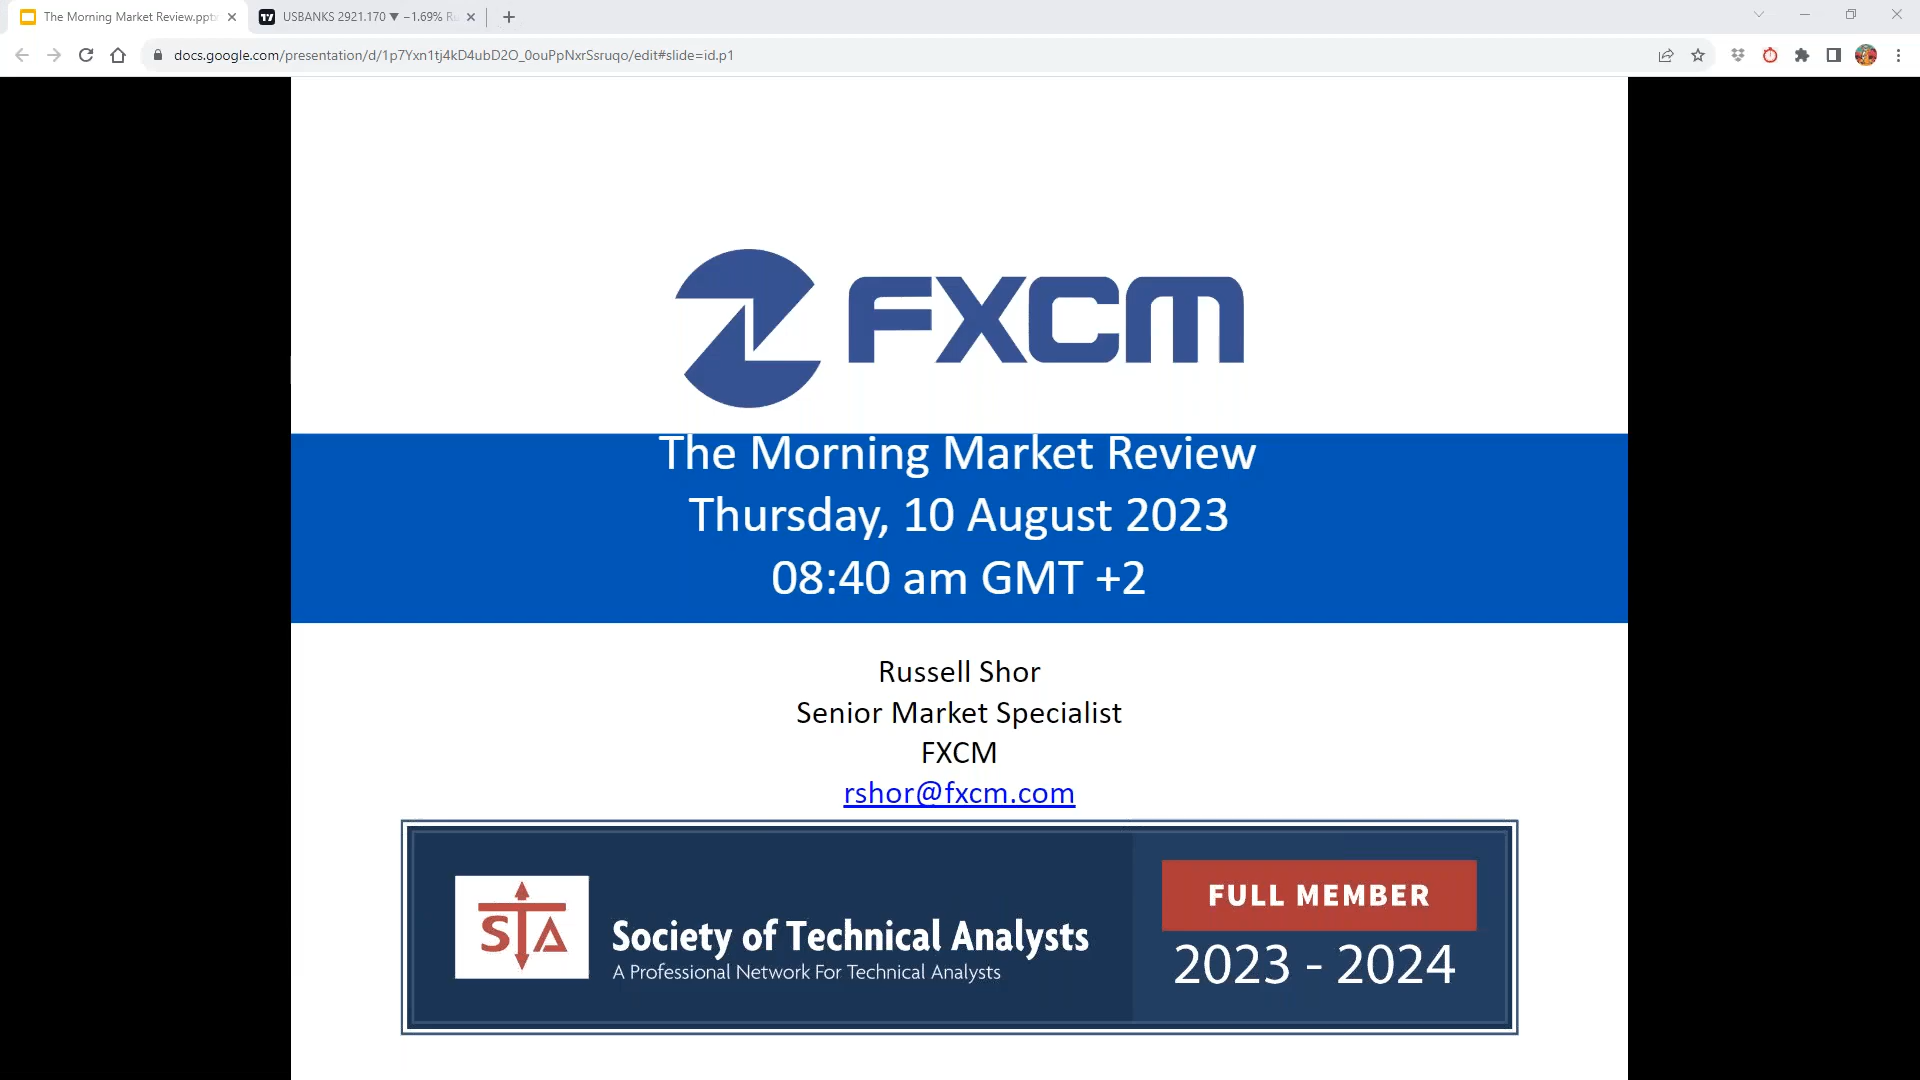 The Morning Market Review.pptx
USBANKS 2921.170 ▼ −1.69%
docs.google.com/presentation/d/1p7Yxn1tj4kD4ubD2O_0ouPpNxrSsruqo/edit#slide=id.p1
FXCM
The Morning Market Review
Thursday, 10 August 2023
08:40 am GMT +2
Russell Shor
Senior Market Specialist
FXCM
rshor@fxcm.com
STA
Society of Technical Analysts
A Professional Network For Technical Analysts
FULL MEMBER
2023 - 2024